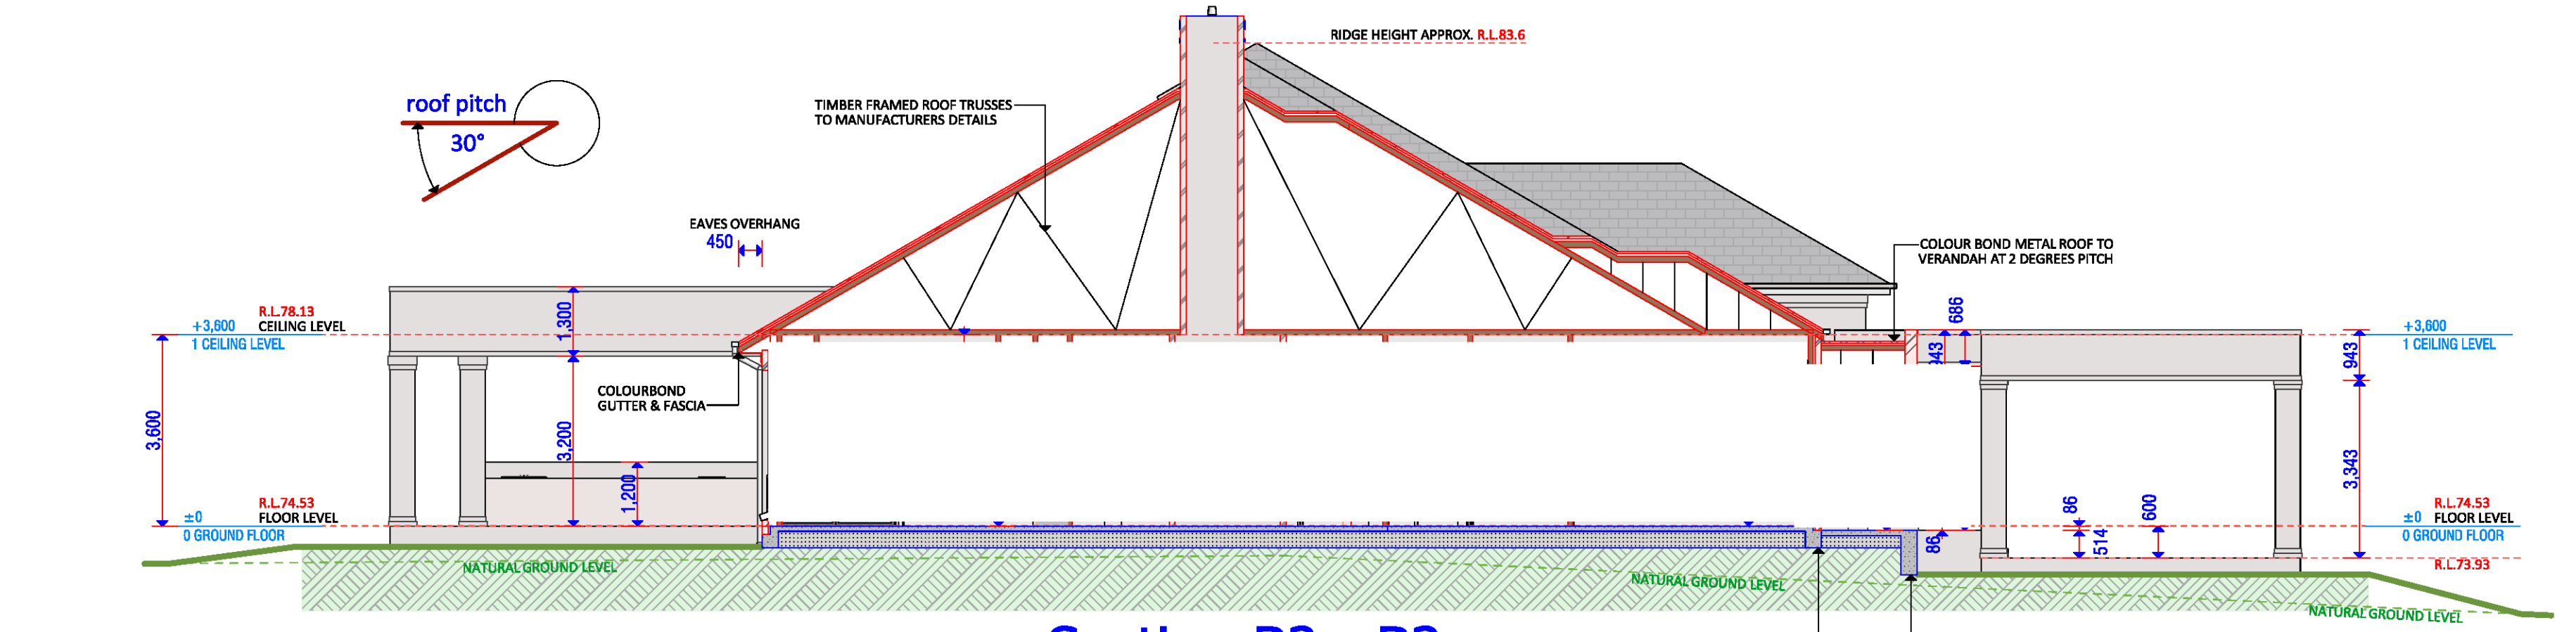 RIDGE HEIGHT APPROX. R.L.83.6
roof pitch
30°
TIMBER FRAMED ROOF TRUSSES
TO MANUFACTURERS DETAILS
EAVES OVERHANG
450
COLOUR BOND METAL ROOF TO
VERANDAH AT 2 DEGREES PITCH
R.L.78.13
+3,600 CEILING LEVEL
1 CEILING LEVEL
1,300
686
943
+3,600
1 CEILING LEVEL
943
COLOURBOND
GUTTER & FASCIA
3,600
3,200
1,200
3,343
R.L.74.53
±0 FLOOR LEVEL
0 GROUND FLOOR
86
86
514
600
R.L.74.53
±0 FLOOR LEVEL
0 GROUND FLOOR
R.L.73.93
NATURAL GROUND LEVEL
NATURAL GROUND LEVEL
NATURAL GROUND LEVEL